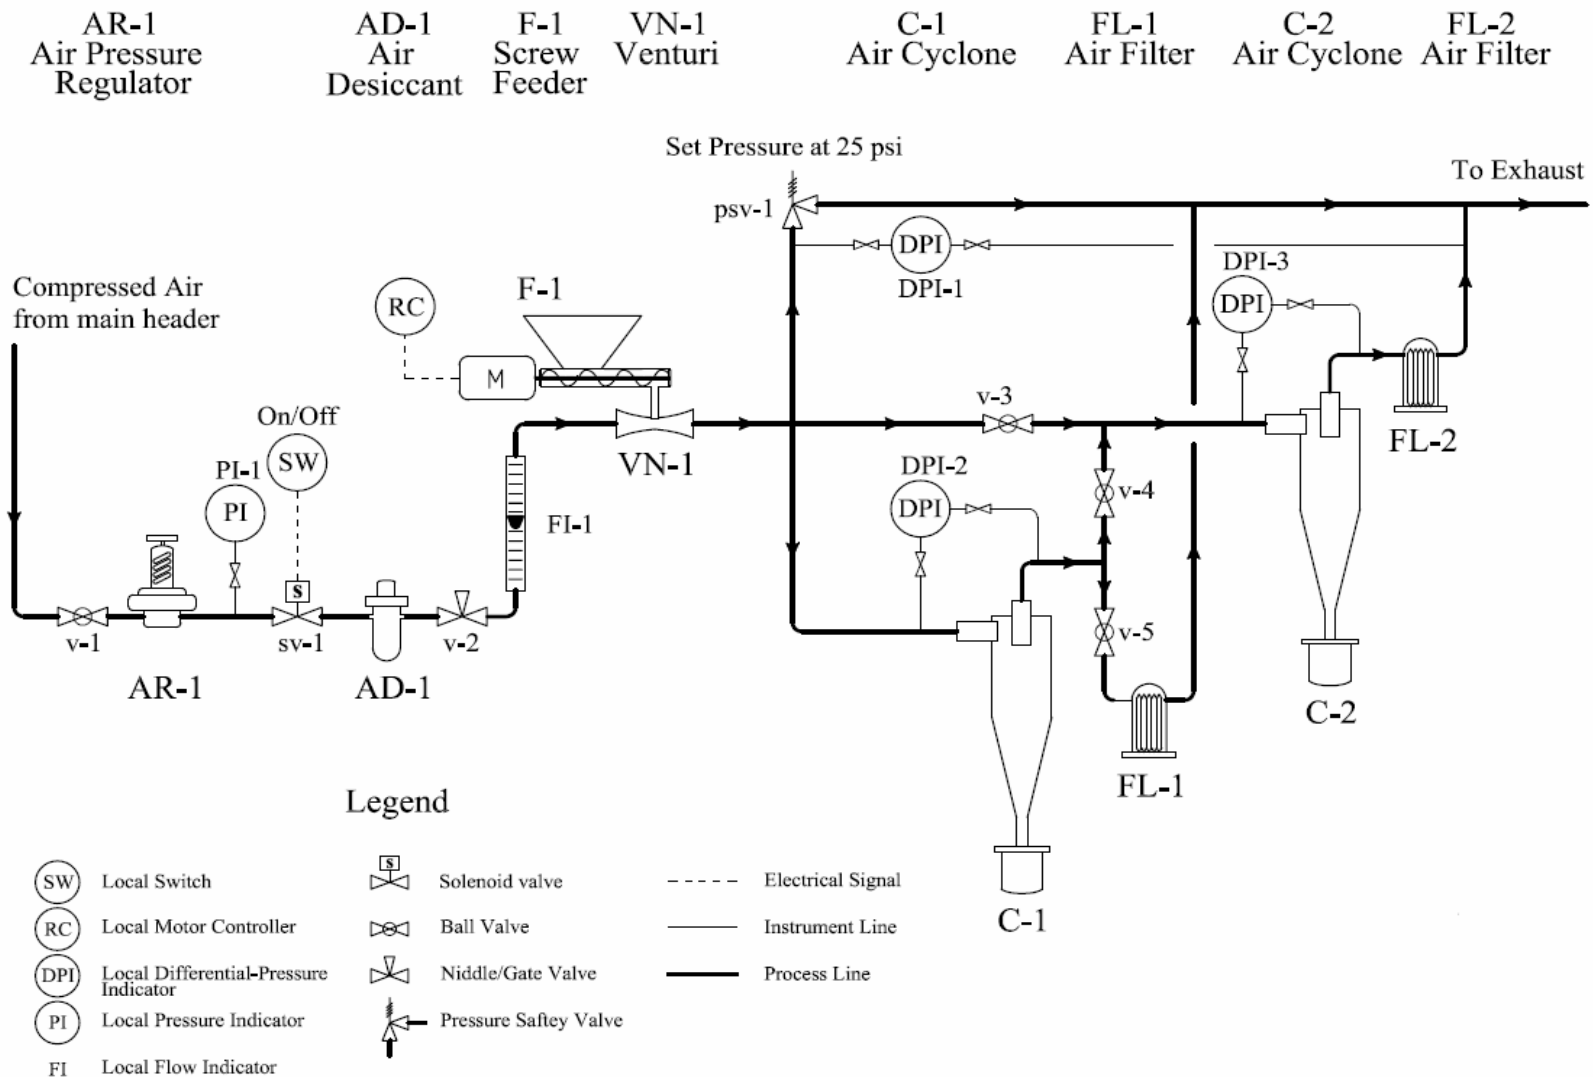 AR-1
Air Pressure
Regulator
AD-1
Air
Desiccant
F-1
Screw
Feeder
VN-1
Venturi
C-1
Air Cyclone
FL-1
Air Filter
C-2
Air Cyclone
FL-2
Air Filter
Set Pressure at 25 psi
To Exhaust
psv-1
DPI
DPI-1
DPI-3
DPI
Compressed Air
from main header
RC
F-1
M
On/Off
SW
PI-1
PI
FI-1
VN-1
v-3
FL-2
DPI-2
DPI
v-4
s
v-1
sv-1
v-2
v-5
AR-1
AD-1
C-2
FL-1
C-1
Legend
SW Local Switch
RC Local Motor Controller
DPI Local Differential-Pressure
Indicator
PI Local Pressure Indicator
FI Local Flow Indicator
s Solenoid valve
Ball Valve
Niddle/Gate Valve
Pressure Saftey Valve
Electrical Signal
Instrument Line
Process Line